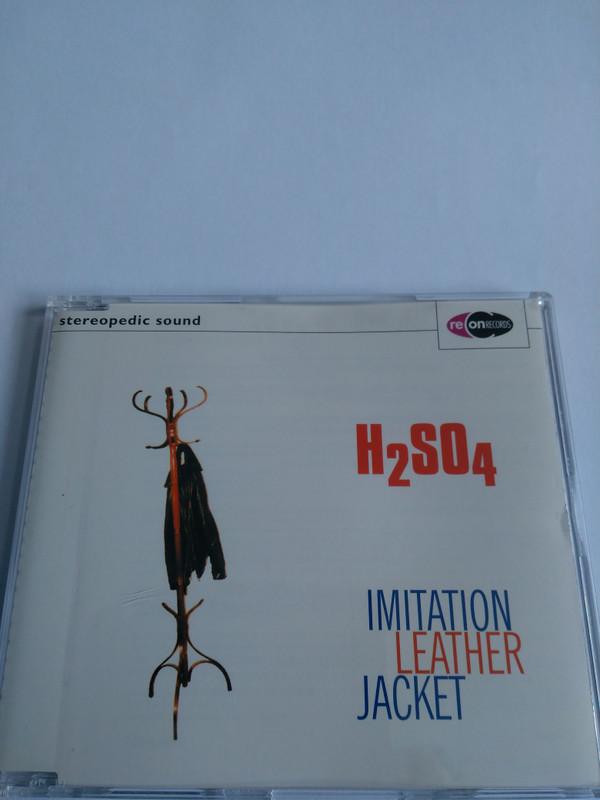 stereopedic sound
re on RECORDS
H2SO4
IMITATION
LEATHER
JACKET